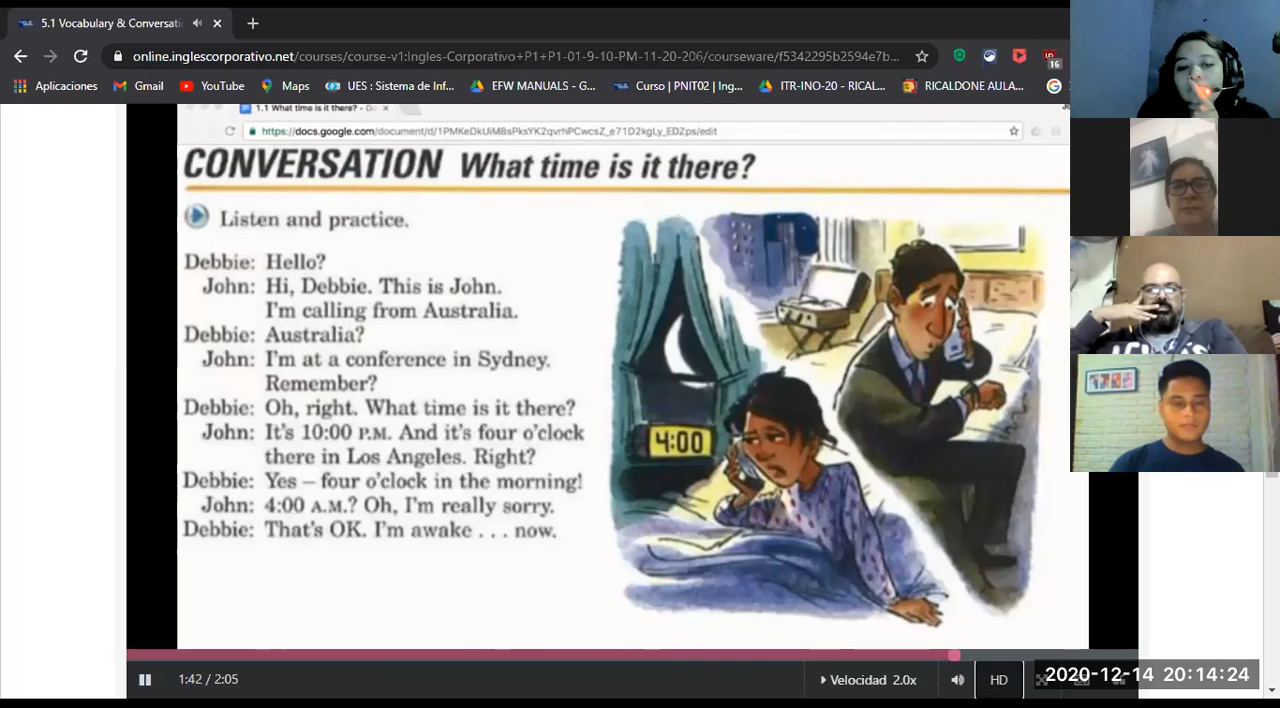 5.1 Vocabulary & Conversati
online.inglescorporativo.net/courses/course-v1:Ingles-Corporativo+P1+P1-01-9-10-PM-11-20-206/courseware/f5342295b2594e7b...
16
Aplicaciones Gmail YouTube Maps UES : Sistema de Inf... EFW MANUALS - G... Curso | PNIT02 | Ing... ITR-INO-20 - RICAL... RICALDONE AULA...
1.1 What time is it there? - Go
https://docs.google.com/document/d/1PMKeDkUiM8sPksYK2qvrhPCwcsZ_e71D2kgLy_EDZps/edit
CONVERSATION What time is it there?
Listen and practice.
Debbie: Hello?
John: Hi, Debbie. This is John.
I'm calling from Australia.
Debbie: Australia?
John: I'm at a conference in Sydney.
Remember?
Debbie: Oh, right. What time is it there?
John: It's 10:00 P.M. And it's four o'clock
there in Los Angeles. Right?
Debbie: Yes – four o'clock in the morning!
John: 4:00 A.M.? Oh, I'm really sorry.
Debbie: That's OK. I'm awake . . . now.
4:00
1:42 / 2:05
Velocidad 2.0x
HD
2020-12-14 20:14:24